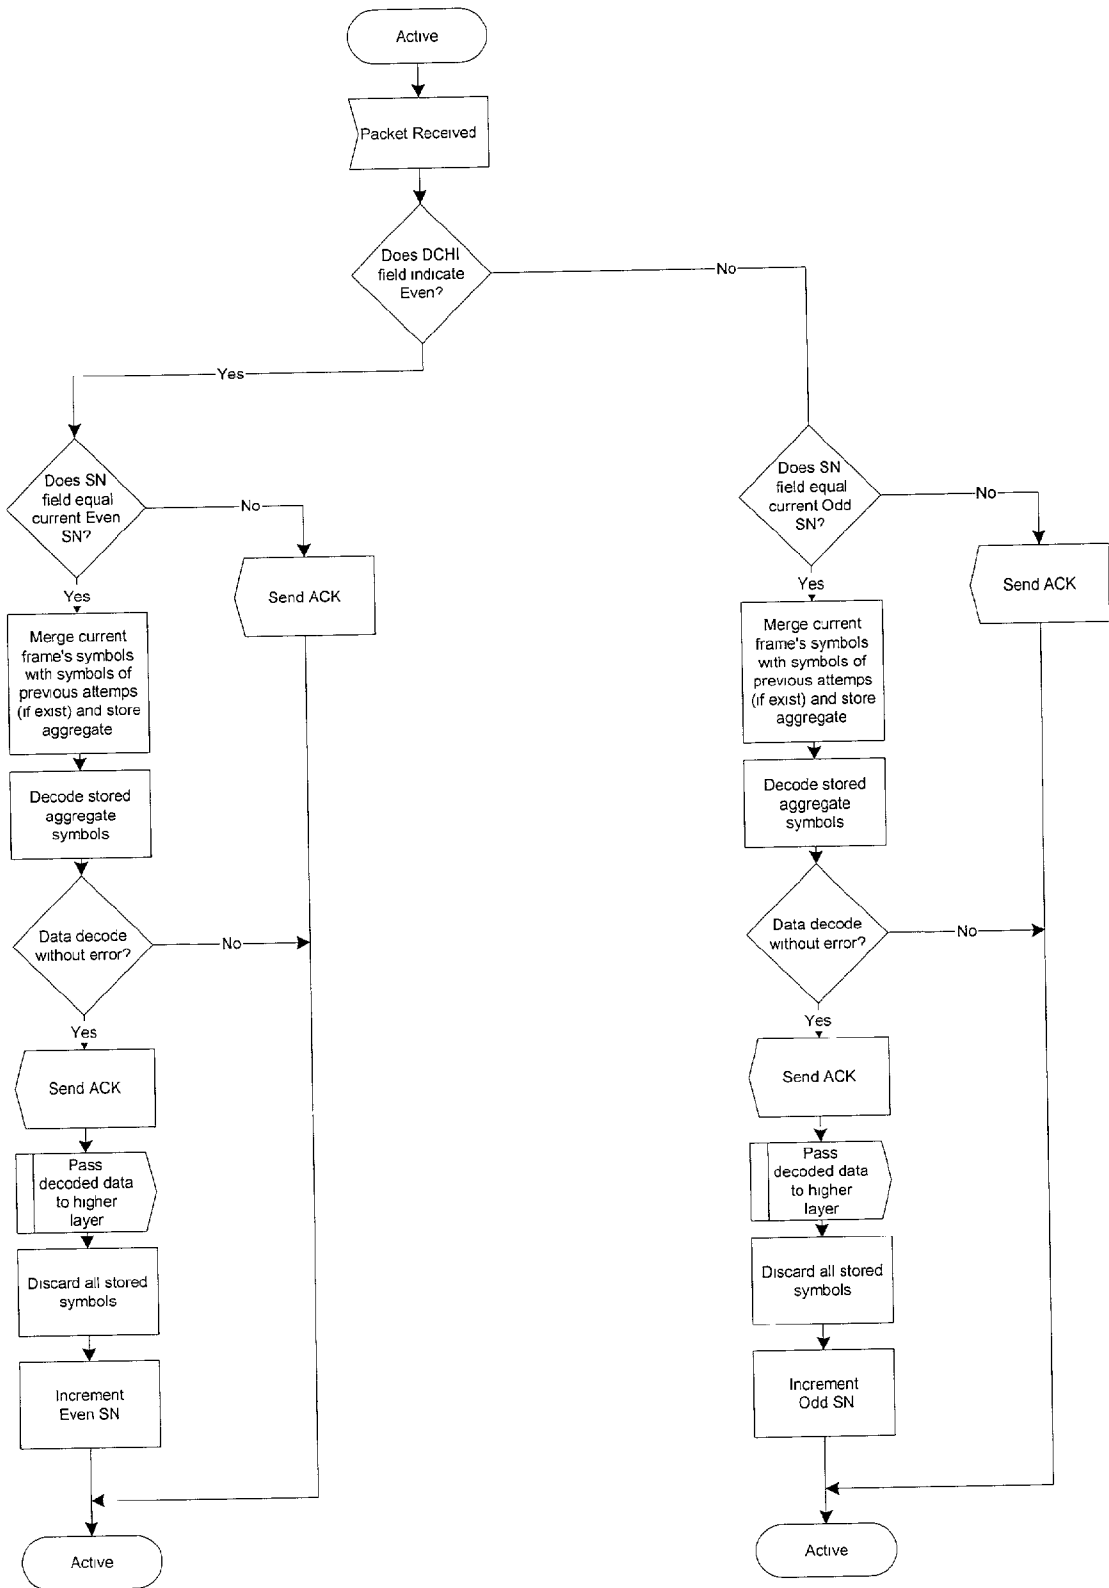 Active
Packet Received
Does DCHI
field indicate
Even?
No
Yes
Does SN
field equal
current Even
SN?
No
Send ACK
Yes
Merge current
frame's symbols
with symbols of
previous attemps
(if exist) and store
aggregate
Decode stored
aggregate
symbols
Data decode
without error?
No
Yes
Send ACK
Pass
decoded data
to higher
layer
Discard all stored
symbols
Increment
Even SN
Active
Does SN
field equal
current Odd
SN?
No
Send ACK
Yes
Merge current
frame's symbols
with symbols of
previous attemps
(if exist) and store
aggregate
Decode stored
aggregate
symbols
Data decode
without error?
No
Yes
Send ACK
Pass
decoded data
to higher
layer
Discard all stored
symbols
Increment
Odd SN
Active